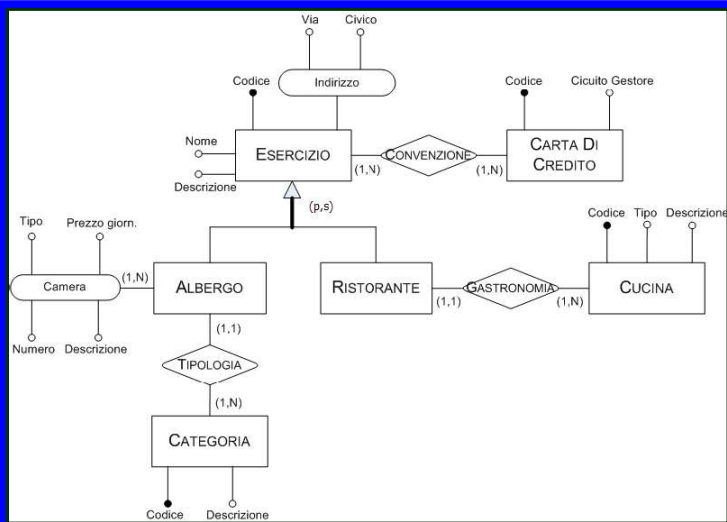 Via Civico
Codice Indirizzo Codice Cicuito Gestore
Nome
ESERCIZIO CONVENZIONE CARTA DI
CREDITO
(1,N) (1,N)
Descrizione
(p,s)
Tipo Prezzo giorn. Codice Tipo Descrizione
(1,N)
Camera ALBERGO RISTORANTE GASTRONOMIA CUCINA
(1,1) (1,N)
(1,1)
Numero Descrizione
TIPOLOGIA
(1,N)
CATEGORIA
Codice Descrizione